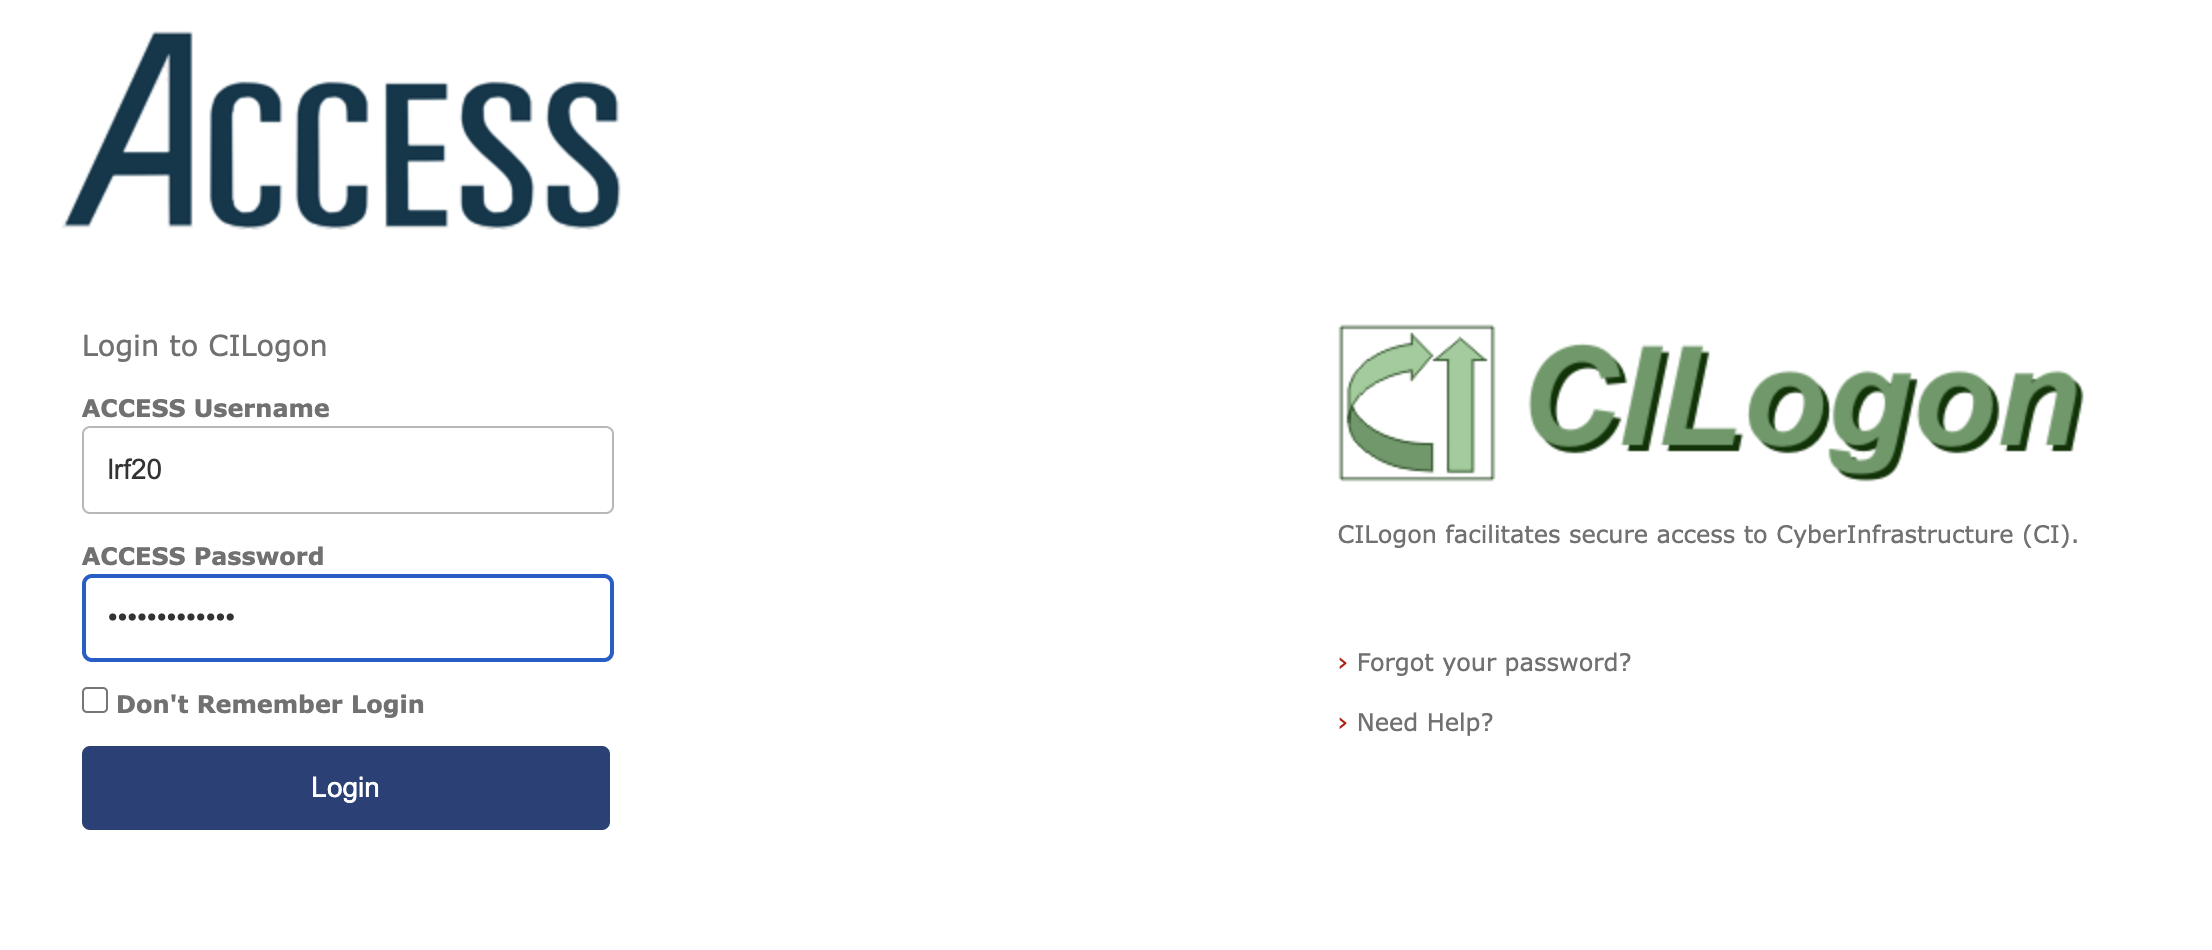 ACCESS
Login to CILogon
ACCESS Username
lrf20
ACCESS Password
•••••••••••••
Don't Remember Login
Login
CILogon
CILogon facilitates secure access to CyberInfrastructure (CI).
› Forgot your password?
› Need Help?